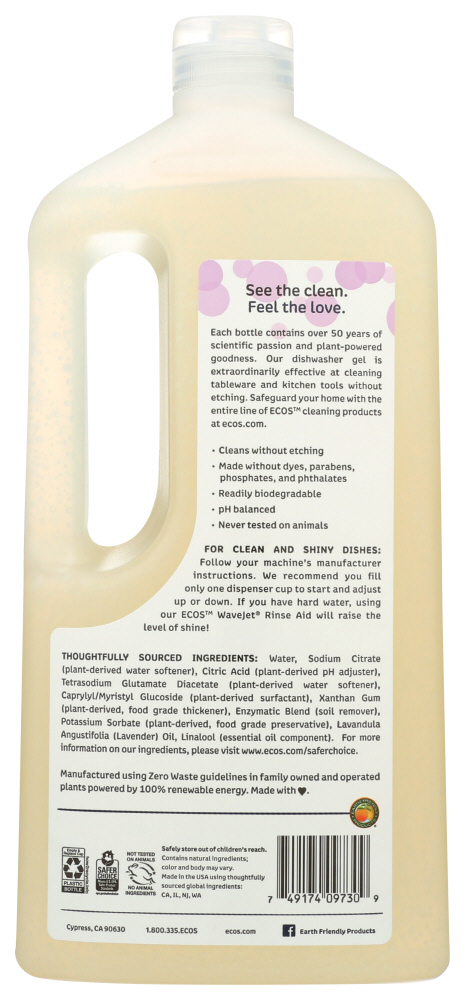 See the clean.
Feel the love.
Each bottle contains over 50 years of
scientific passion and plant-powered
goodness. Our dishwasher gel is
extraordinarily effective at cleaning
tableware and kitchen tools without
etching. Safeguard your home with the
entire line of ECOS™ cleaning products
at ecos.com.
• Cleans without etching
• Made without dyes, parabens,
phosphates, and phthalates
• Readily biodegradable
• pH balanced
• Never tested on animals
FOR CLEAN AND SHINY DISHES:
Follow your machine's manufacturer
instructions. We recommend you fill
only one dispenser cup to start and adjust
up or down. If you have hard water, using
our ECOS™ WaveJet® Rinse Aid will raise the
level of shine!
THOUGHTFULLY SOURCED INGREDIENTS: Water, Sodium Citrate
(plant-derived water softener), Citric Acid (plant-derived pH adjuster),
Tetrasodium Glutamate Diacetate (plant-derived water softener),
Caprylyl/Myristyl Glucoside (plant-derived surfactant), Xanthan Gum
(plant-derived, food grade thickener), Enzymatic Blend (soil remover),
Potassium Sorbate (plant-derived, food grade preservative), Lavandula
Angustifolia (Lavender) Oil, Linalool (essential oil component). For more
information on our ingredients, please visit www.ecos.com/saferchoice.
Manufactured using Zero Waste guidelines in family owned and operated
plants powered by 100% renewable energy. Made with ♥.
PLASTIC
BOTTLE
SAFER
CHOICE
NOT TESTED
ON ANIMALS
NO ANIMAL
INGREDIENTS
Safely store out of children's reach.
Contains natural ingredients;
color and body may vary.
Made in the USA using thoughtfully
sourced global ingredients:
CA, IL, NJ, WA
7 49174 09730 9
Cypress, CA 90630 1.800.335.ECOS ecos.com Earth Friendly Products